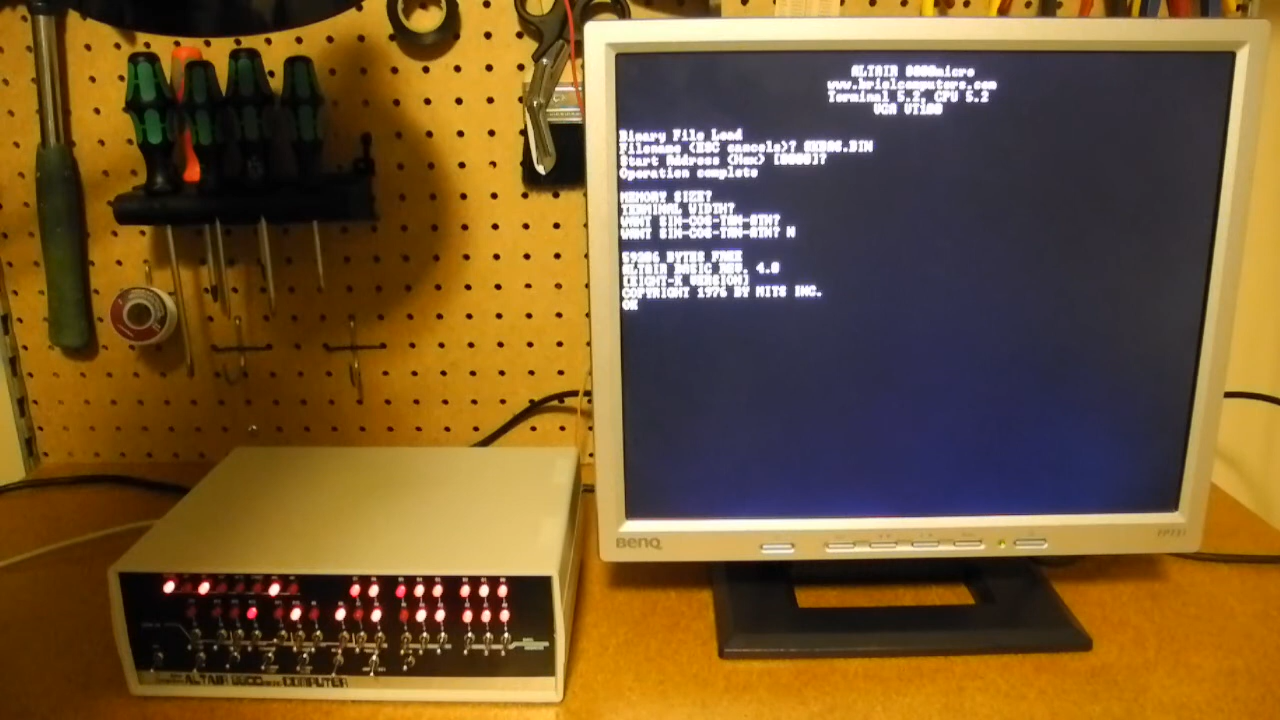 ALTAIR 8800micro
www.brielcomputers.com
Terminal 5.2, CPU 5.2
VGA VT100
Binary File Load
Filename (ESC cancels)? 8KBAS.BIN
Start Address (Hex) [0000]?
Operation complete
MEMORY SIZE?
TERMINAL WIDTH?
WANT SIN-COS-TAN-ATN?
WANT SIN-COS-TAN-ATN? N
BYTES FREE
ALTAIR BASIC REV. 4.0
[EIGHT-K VERSION]
COPYRIGHT 1976 BY MITS INC.
OK
BenQ
ALTAIR 8800 COMPUTER